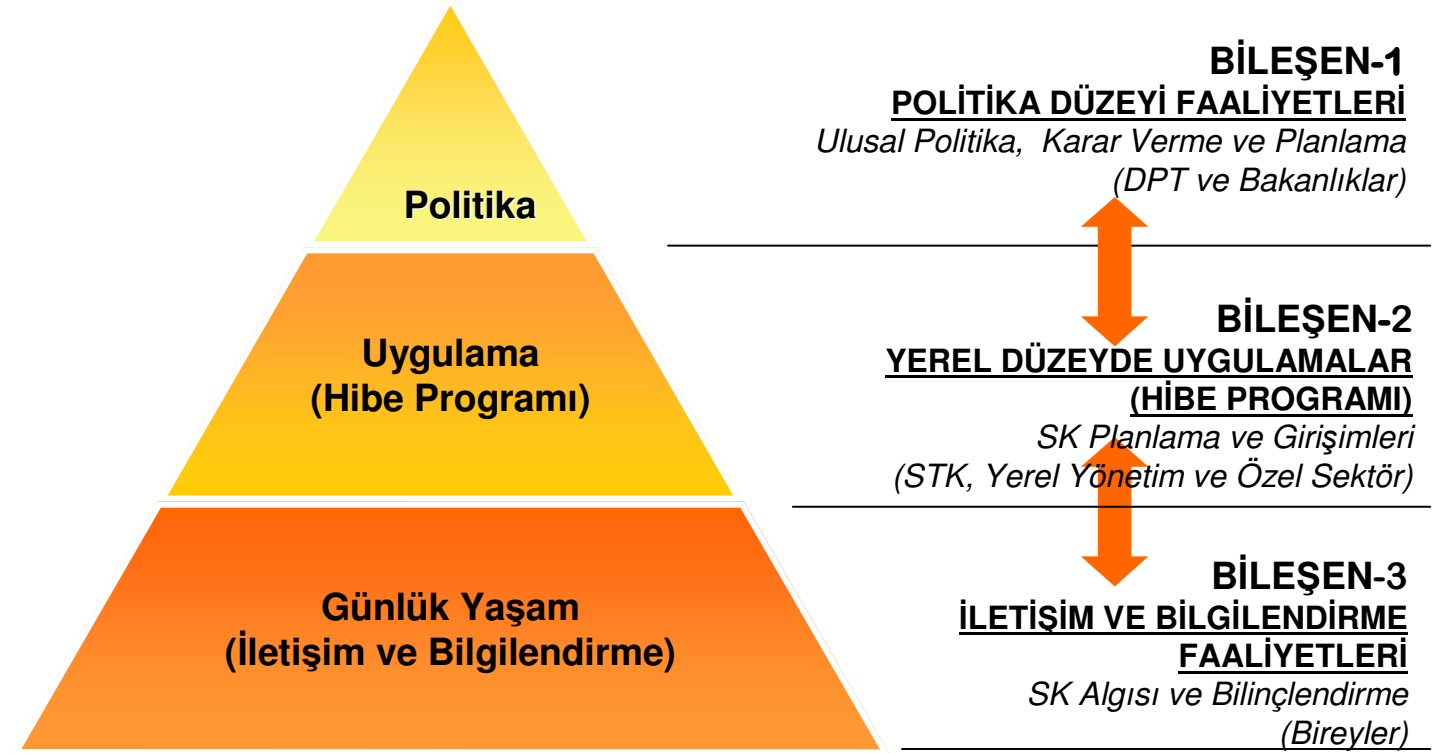 Politika
Uygulama
(Hibe Programı)
Günlük Yaşam
(İletişim ve Bilgilendirme)
BİLEŞEN-1
POLİTİKA DÜZEYİ FAALİYETLERİ
Ulusal Politika, Karar Verme ve Planlama
(DPT ve Bakanlıklar)
BİLEŞEN-2
YEREL DÜZEYDE UYGULAMALAR
(HİBE PROGRAMI)
SK Planlama ve Girişimleri
(STK, Yerel Yönetim ve Özel Sektör)
BİLEŞEN-3
İLETİŞİM VE BİLGİLENDİRME
FAALİYETLERİ
SK Algısı ve Bilinçlendirme
(Bireyler)